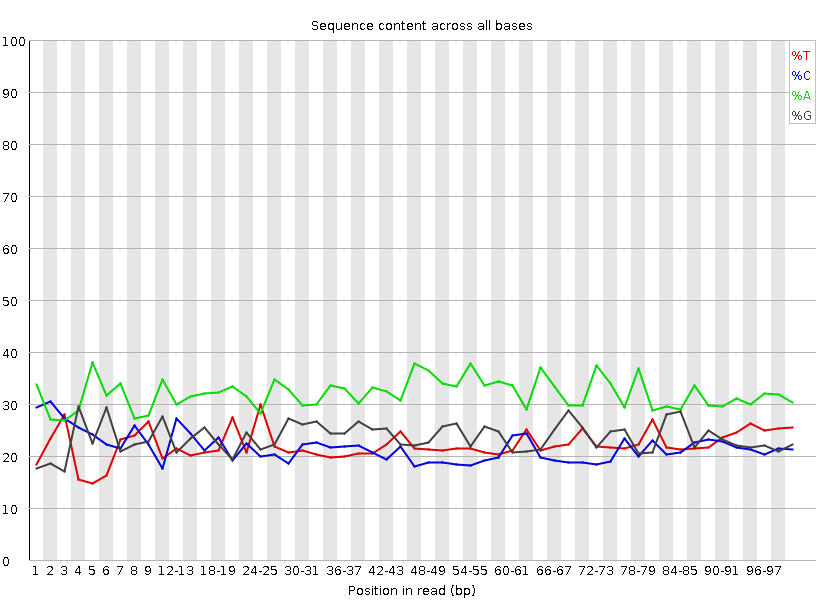 Sequence content across all bases
100
90
80
70
60
50
40
30
20
10
0
%T
%C
%A
%G
1 2 3 4 5 6 7 8 9 12-13 18-19 24-25 30-31 36-37 42-43 48-49 54-55 60-61 66-67 72-73 78-79 84-85 90-91 96-97
Position in read (bp)